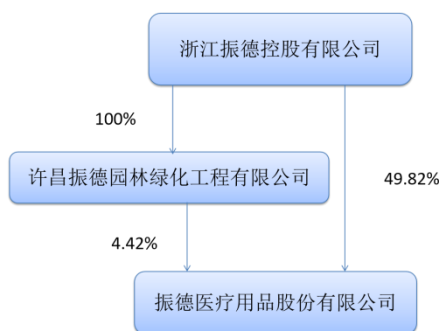 浙江振德控股有限公司
100%
许昌振德园林绿化工程有限公司
49.82%
4.42%
振德医疗用品股份有限公司